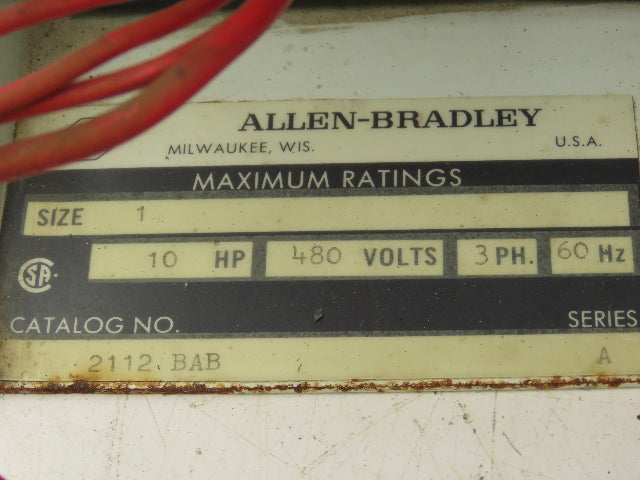 ALLEN-BRADLEY
MILWAUKEE, WIS. U.S.A.
MAXIMUM RATINGS
SIZE 1
10 HP 480 VOLTS 3 PH. 60 Hz
CSA
CATALOG NO. SERIES
2112 BAB A